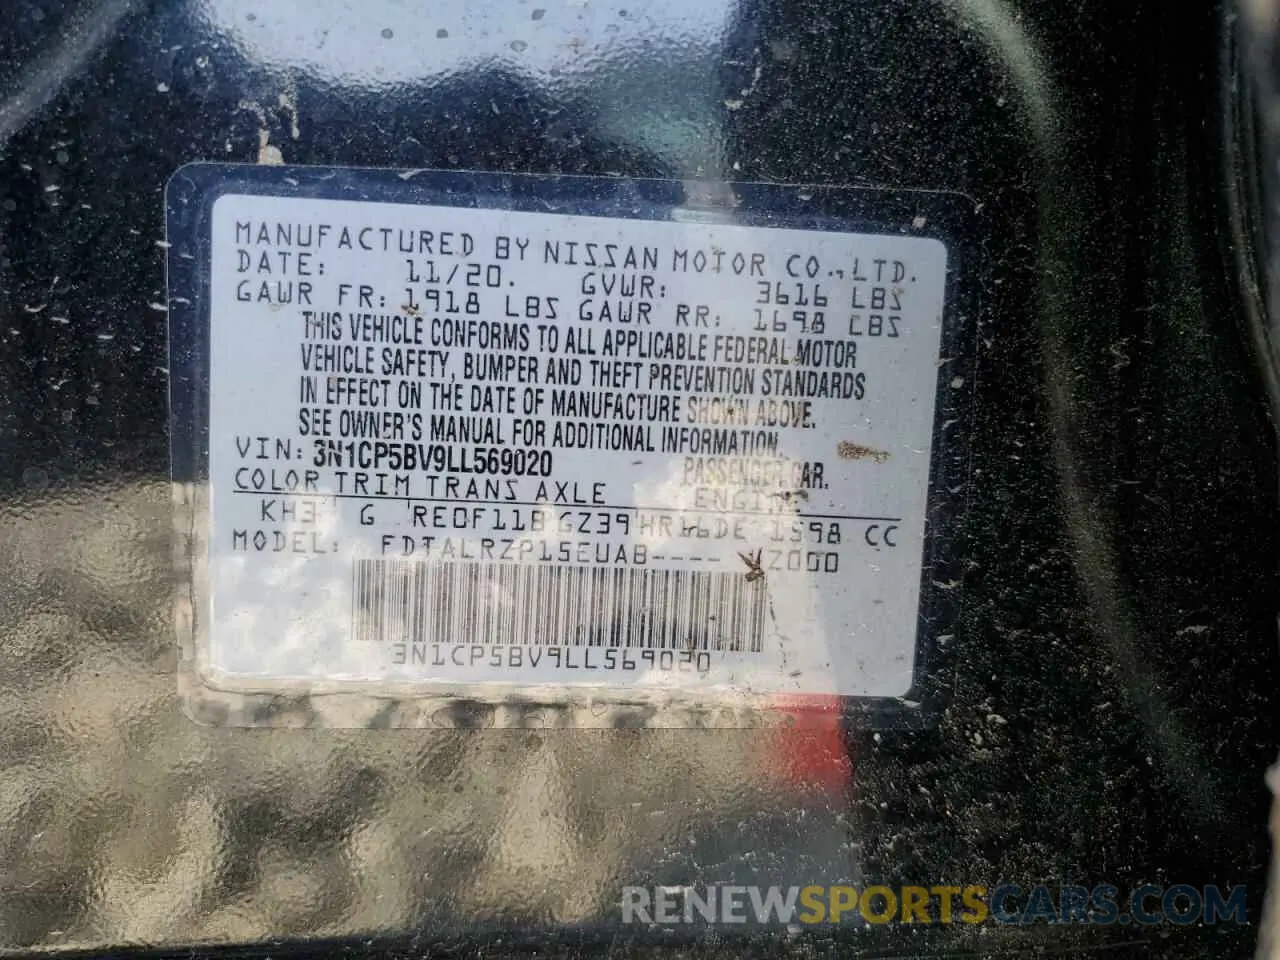 MANUFACTURED BY NISSAN MOTOR CO., LTD.
DATE: 11/20. GVWR: 3616 LBS
GAWR FR: 1918 LBS GAWR RR: 1698 LBS
THIS VEHICLE CONFORMS TO ALL APPLICABLE FEDERAL MOTOR
VEHICLE SAFETY, BUMPER AND THEFT PREVENTION STANDARDS
IN EFFECT ON THE DATE OF MANUFACTURE SHOWN ABOVE.
SEE OWNER'S MANUAL FOR ADDITIONAL INFORMATION.
VIN: 3N1CP5BV9LL569020 PASSENGER CAR.
COLOR TRIM TRANS AXLE ENGINE
KH3 G RE0F11B GZ39 HR16DE 1598 CC
MODEL: FDTALRZP15EUAB---- Z000
3N1CP5BV9LL569020
RENEWSPORTSCARS.COM